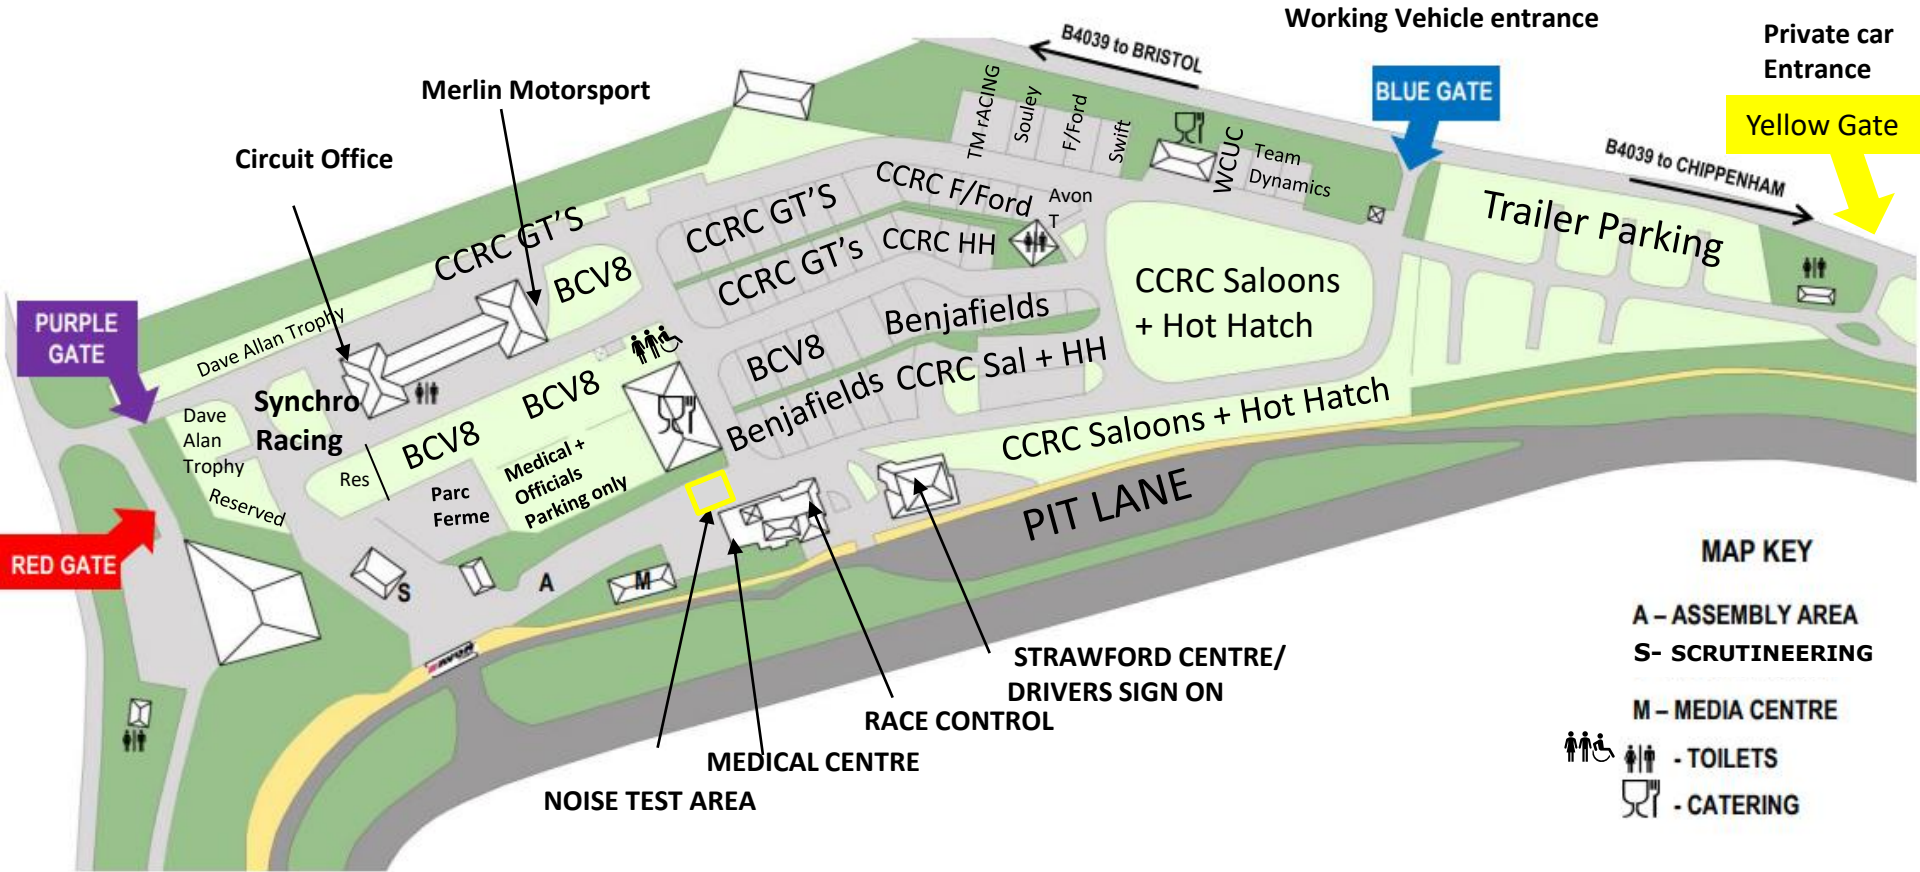 Working Vehicle entrance
Private car
Entrance
B4039 to BRISTOL
BLUE GATE
Yellow Gate
B4039 to CHIPPENHAM
Merlin Motorsport
Circuit Office
TM rACING
Souley
F/Ford
Swift
WCUC
Team
Dynamics
Trailer Parking
CCRC GT'S
BCV8
CCRC GT'S
CCRC F/Ford
Avon
T
CCRC GT's
CCRC HH
CCRC Saloons
+ Hot Hatch
PURPLE
GATE
Dave Allan Trophy
BCV8
Benjafields
Benjafields
CCRC Sal + HH
CCRC Saloons + Hot Hatch
Synchro
Racing
Dave
Alan
Trophy
Reserved
Res
BCV8
BCV8
Medical +
Officials
Parking only
Parc
Ferme
PIT LANE
RED GATE
S
A
M
AVON
STRAWFORD CENTRE/
DRIVERS SIGN ON
RACE CONTROL
MEDICAL CENTRE
NOISE TEST AREA
MAP KEY
A – ASSEMBLY AREA
S- SCRUTINEERING
M – MEDIA CENTRE
- TOILETS
- CATERING